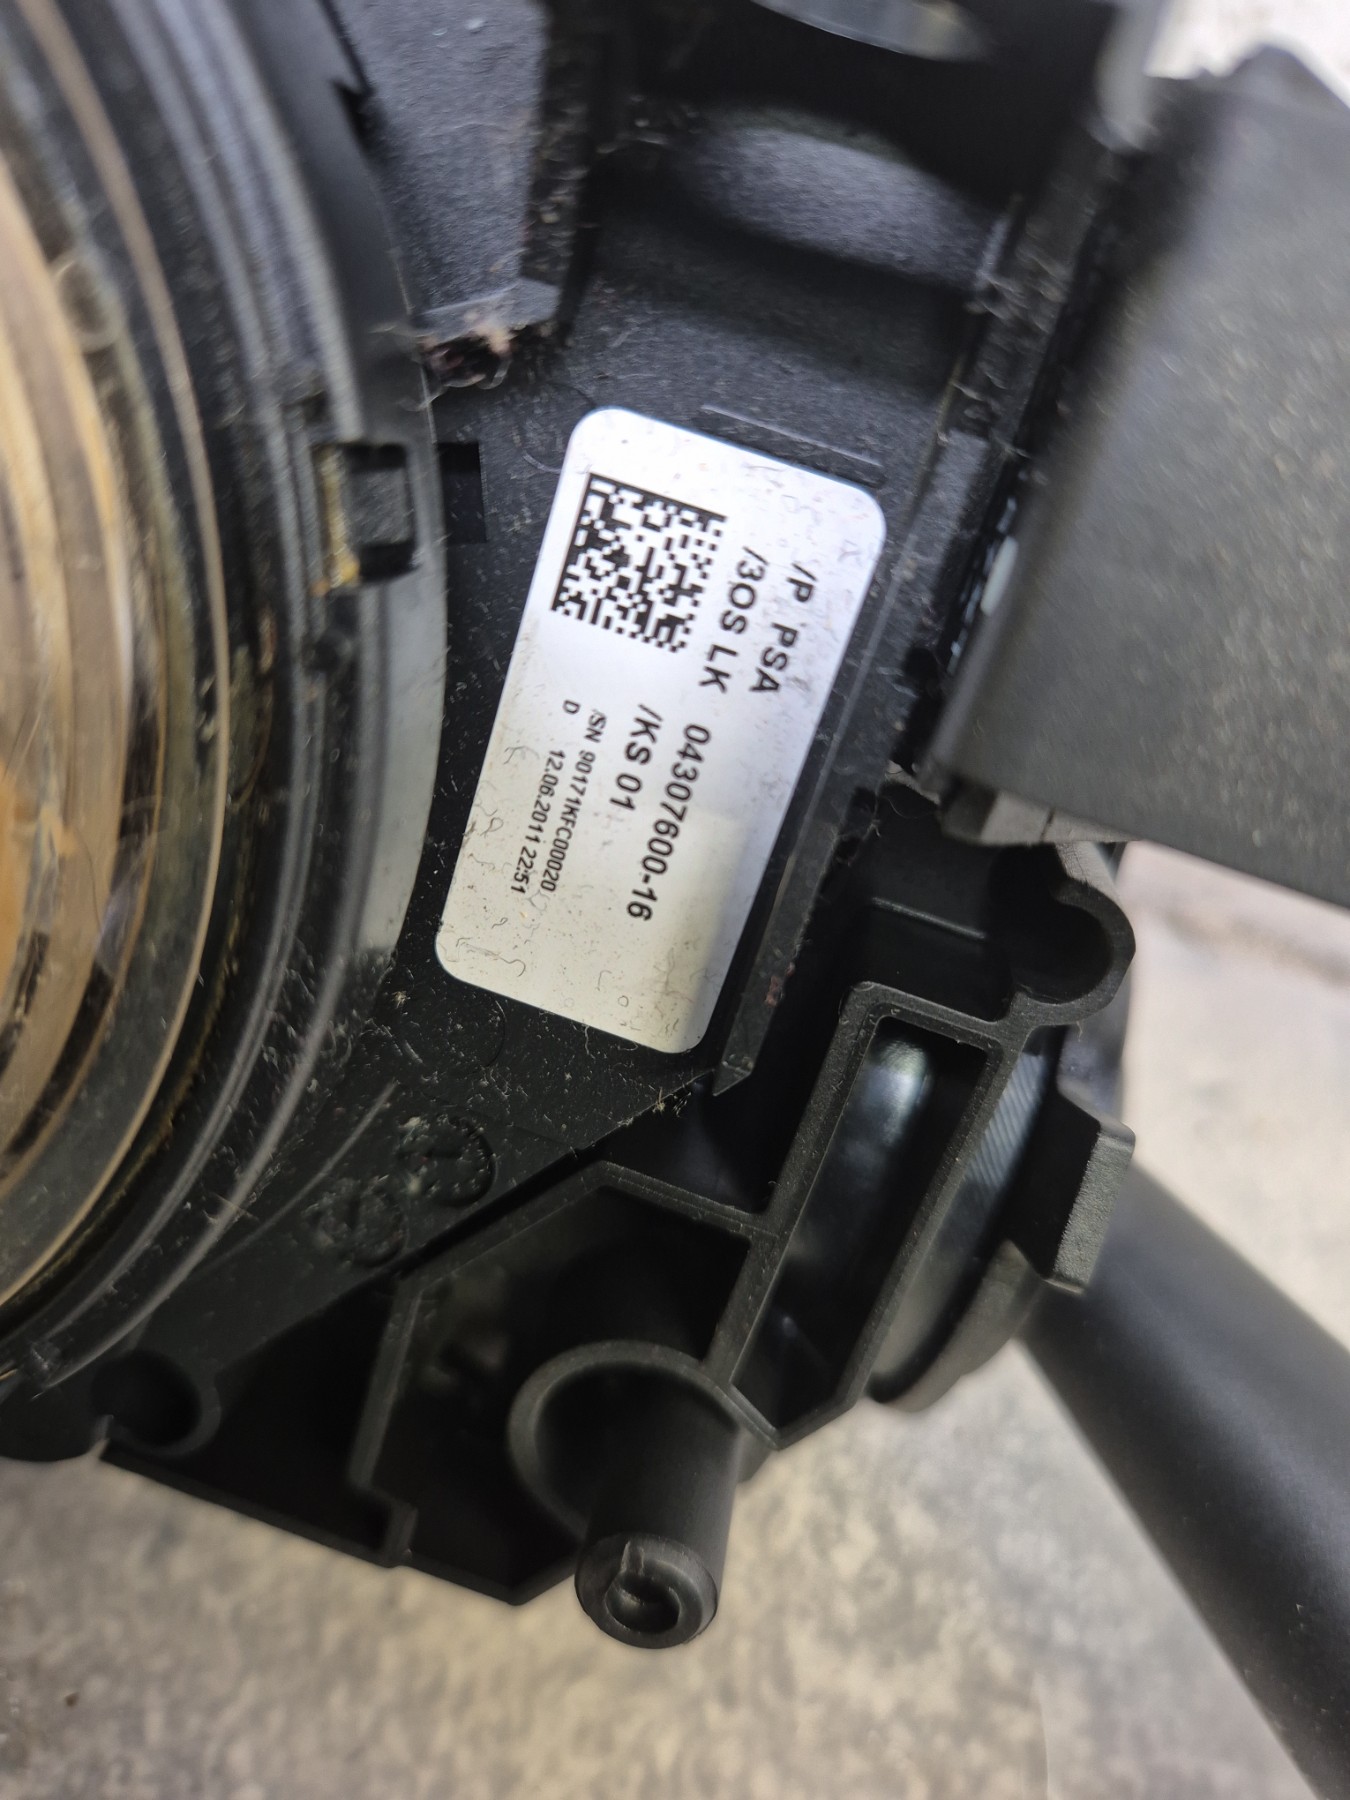 /P PSA
/3OS LK 04307600-16
/KS 01
/SN 90171KFC00020
D 12.06.2011 22:51